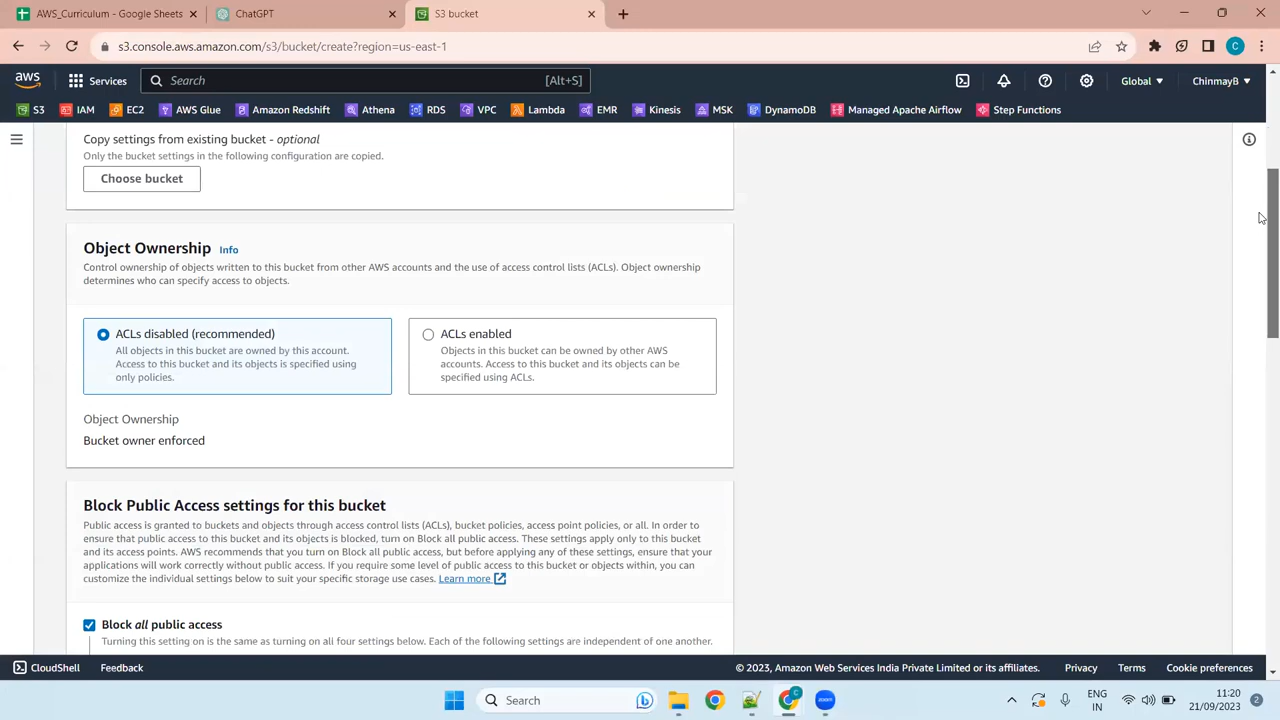 AWS_Curriculum - Google Sheets
ChatGPT
S3 bucket
s3.console.aws.amazon.com/s3/bucket/create?region=us-east-1
aws
Services
Search
[Alt+S]
Global
ChinmayB
S3
IAM
EC2
AWS Glue
Amazon Redshift
Athena
RDS
VPC
Lambda
EMR
Kinesis
MSK
DynamoDB
Managed Apache Airflow
Step Functions
Copy settings from existing bucket - optional
Only the bucket settings in the following configuration are copied.
Choose bucket
Object Ownership Info
Control ownership of objects written to this bucket from other AWS accounts and the use of access control lists (ACLs). Object ownership
determines who can specify access to objects.
ACLs disabled (recommended)
All objects in this bucket are owned by this account.
Access to this bucket and its objects is specified using
only policies.
ACLs enabled
Objects in this bucket can be owned by other AWS
accounts. Access to this bucket and its objects can be
specified using ACLs.
Object Ownership
Bucket owner enforced
Block Public Access settings for this bucket
Public access is granted to buckets and objects through access control lists (ACLs), bucket policies, access point policies, or all. In order to
ensure that public access to this bucket and its objects is blocked, turn on Block all public access. These settings apply only to this bucket
and its access points. AWS recommends that you turn on Block all public access, but before applying any of these settings, ensure that your
applications will work correctly without public access. If you require some level of public access to this bucket or objects within, you can
customize the individual settings below to suit your specific storage use cases. Learn more
Block all public access
Turning this setting on is the same as turning on all four settings below. Each of the following settings are independent of one another.
CloudShell
Feedback
© 2023, Amazon Web Services India Private Limited or its affiliates.
Privacy
Terms
Cookie preferences
Search
ENG
IN
11:20
21/09/2023
2